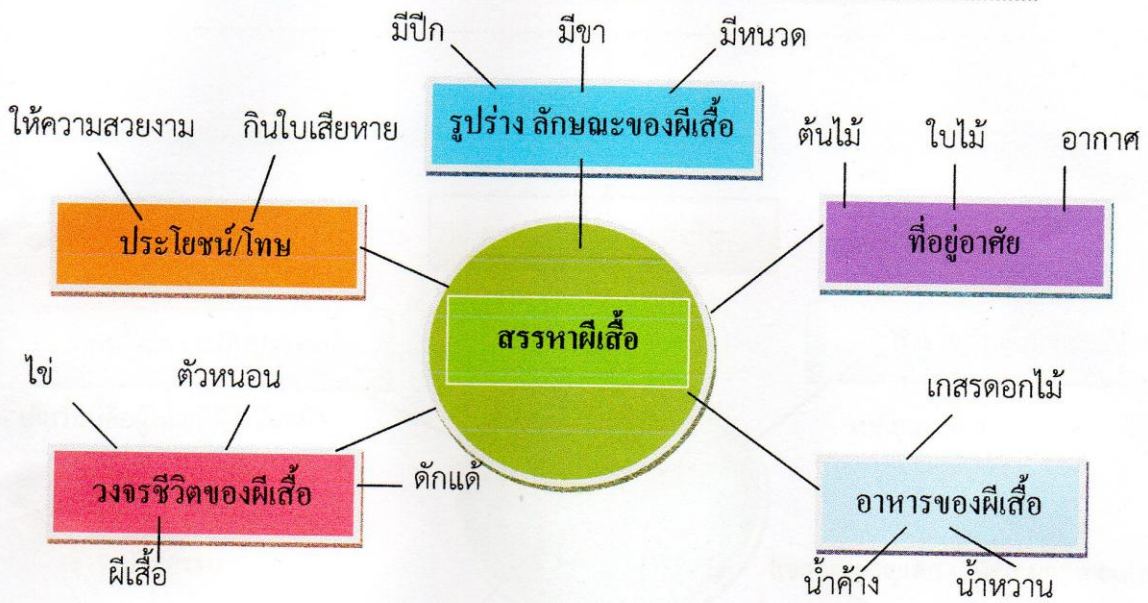 มีปีก
มีขา
มีหนวด
รูปร่าง ลักษณะของผีเสื้อ
ให้ความสวยงาม
กินใบเสียหาย
ประโยชน์/โทษ
ต้นไม้
ใบไม้
อากาศ
ที่อยู่อาศัย
สรรหาผีเสื้อ
ไข่
ตัวหนอน
ดักแด้
วงจรชีวิตของผีเสื้อ
ผีเสื้อ
เกสรดอกไม้
อาหารของผีเสื้อ
น้ำค้าง
น้ำหวาน